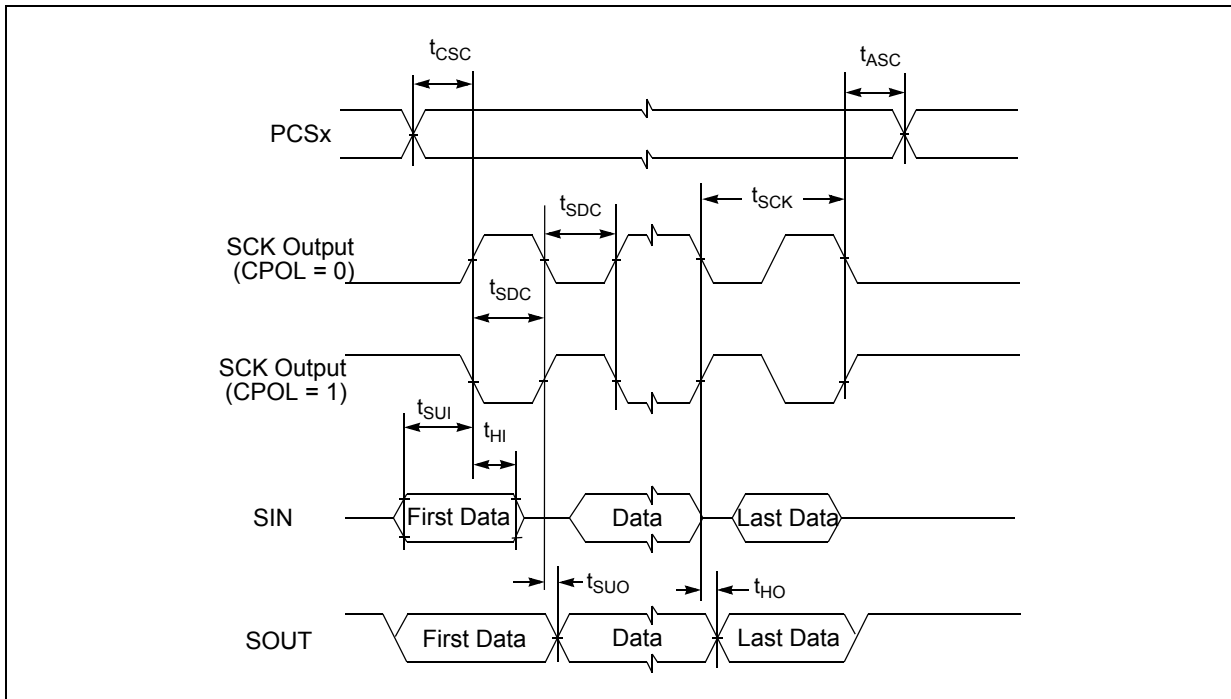 tCSC
tASC
PCSx
tSDC
tSCK
SCK Output
(CPOL = 0)
tSDC
SCK Output
(CPOL = 1)
tSUI
tHI
SIN
First Data
Data
Last Data
tSUO
tHO
SOUT
First Data
Data
Last Data